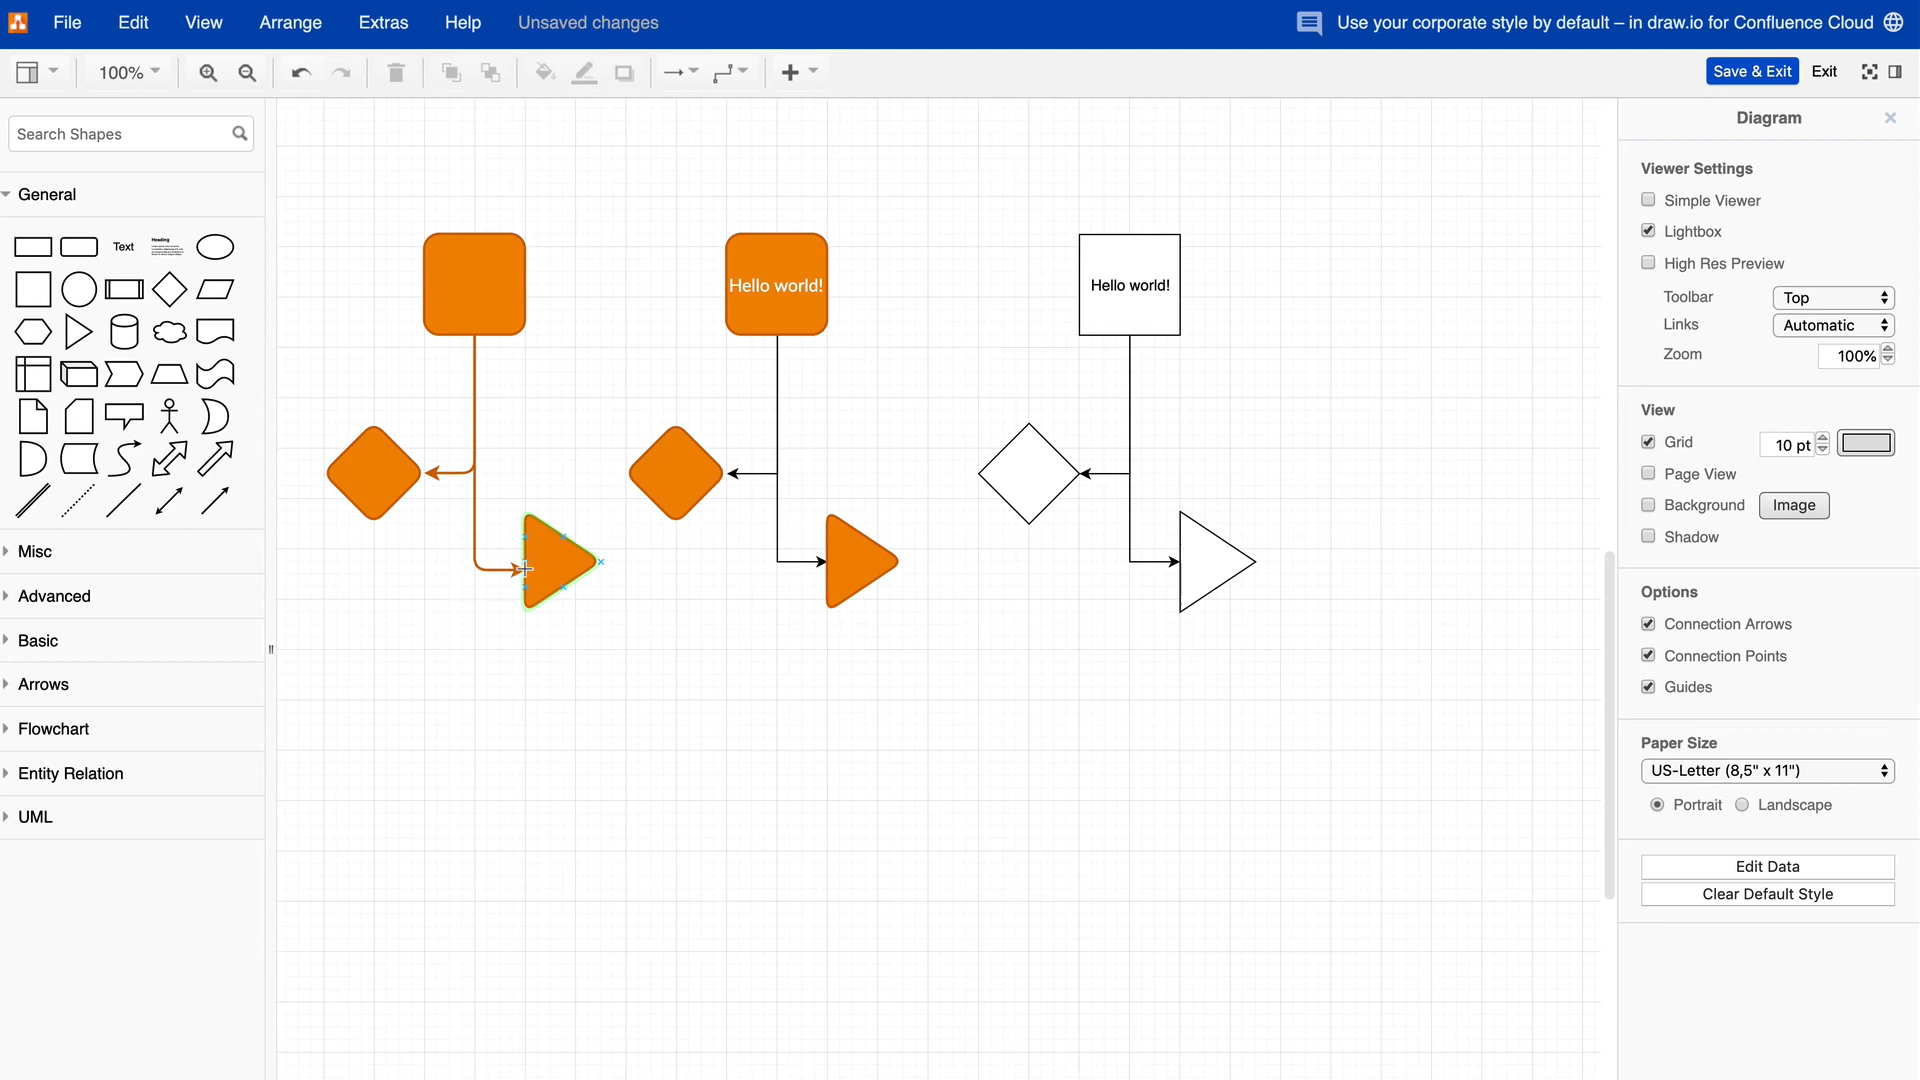 File Edit View Arrange Extras Help Unsaved changes
Use your corporate style by default – in draw.io for Confluence Cloud
100%
Save & Exit Exit
Search Shapes
General
Text
Heading
Misc
Advanced
Basic
Arrows
Flowchart
Entity Relation
UML
Hello world!
Hello world!
Diagram
Viewer Settings
Simple Viewer
Lightbox
High Res Preview
Toolbar Top
Links Automatic
Zoom 100%
View
Grid 10 pt
Page View
Background Image
Shadow
Options
Connection Arrows
Connection Points
Guides
Paper Size
US-Letter (8,5" x 11")
Portrait Landscape
Edit Data
Clear Default Style